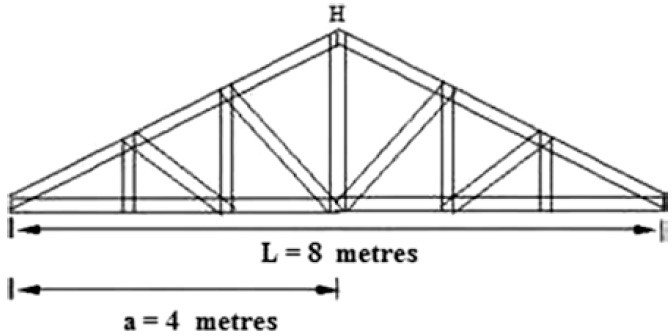 H
L = 8 metres
a = 4 metres